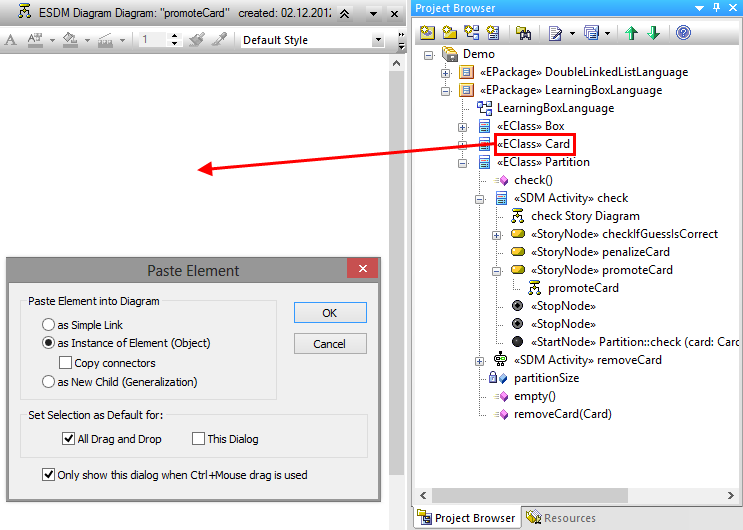 ESDM Diagram Diagram: "promoteCard" created: 02.12.2012
1
Default Style
Paste Element
Paste Element into Diagram
as Simple Link
as Instance of Element (Object)
Copy connectors
as New Child (Generalization)
OK
Cancel
Set Selection as Default for:
All Drag and Drop
This Dialog
Only show this dialog when Ctrl+Mouse drag is used
Project Browser
Demo
«EPackage» DoubleLinkedListLanguage
«EPackage» LearningBoxLanguage
LearningBoxLanguage
«EClass» Box
«EClass» Card
«EClass» Partition
check()
«SDM Activity» check
check Story Diagram
«StoryNode» checkIfGuessIsCorrect
«StoryNode» penalizeCard
«StoryNode» promoteCard
promoteCard
«StopNode»
«StopNode»
«StartNode» Partition::check (card: Card
«SDM Activity» removeCard
partitionSize
empty()
removeCard(Card)
Project Browser
Resources